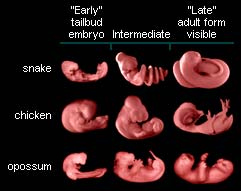 "Early"
tailbud
embryo
Intermediate
"Late"
adult form
visible
snake
chicken
opossum